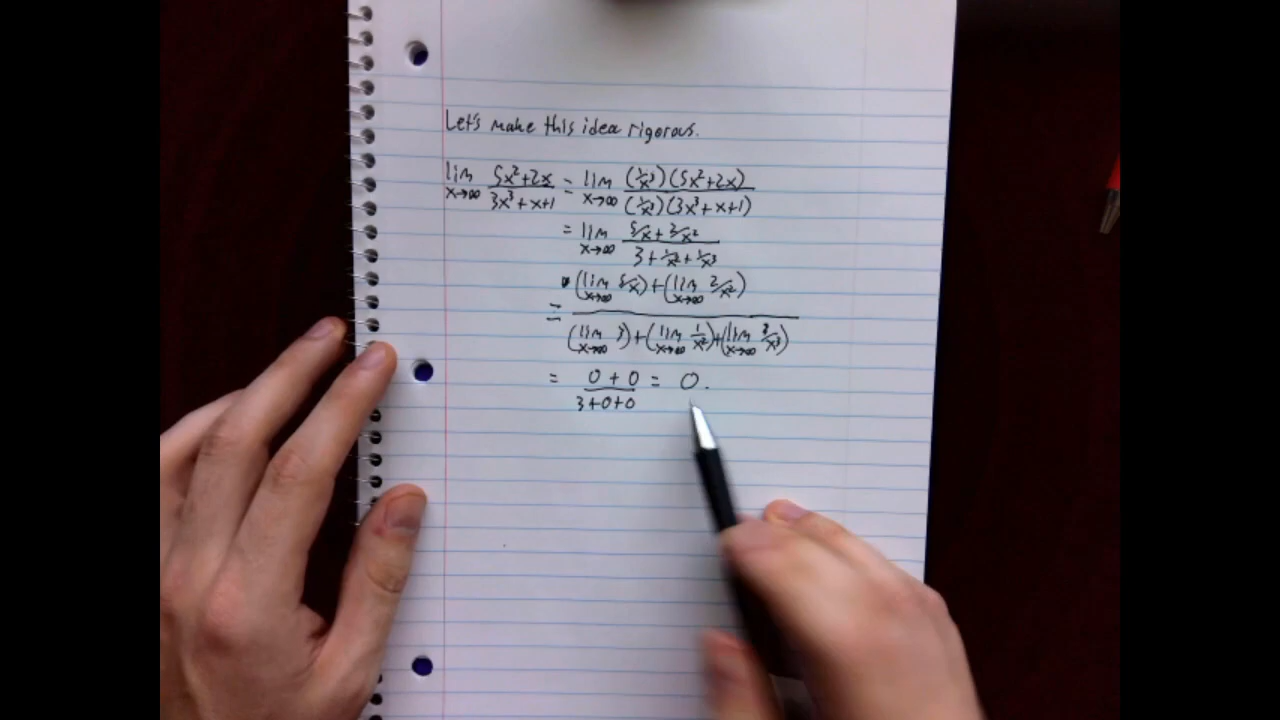 Let's make this idea rigorous.
lim x→∞ (5x²+2x)/(3x³+x+1) = lim x→∞ ((1/x³)(5x²+2x))/((1/x³)(3x³+x+1))
= lim x→∞ (5/x+2/x²)/(3+1/x²+1/x³)
= ((lim x→∞ 5/x)+(lim x→∞ 2/x²))/((lim x→∞ 3)+(lim x→∞ 1/x²)+(lim x→∞ /x³))
= (0+0)/(3+0+0) = 0.